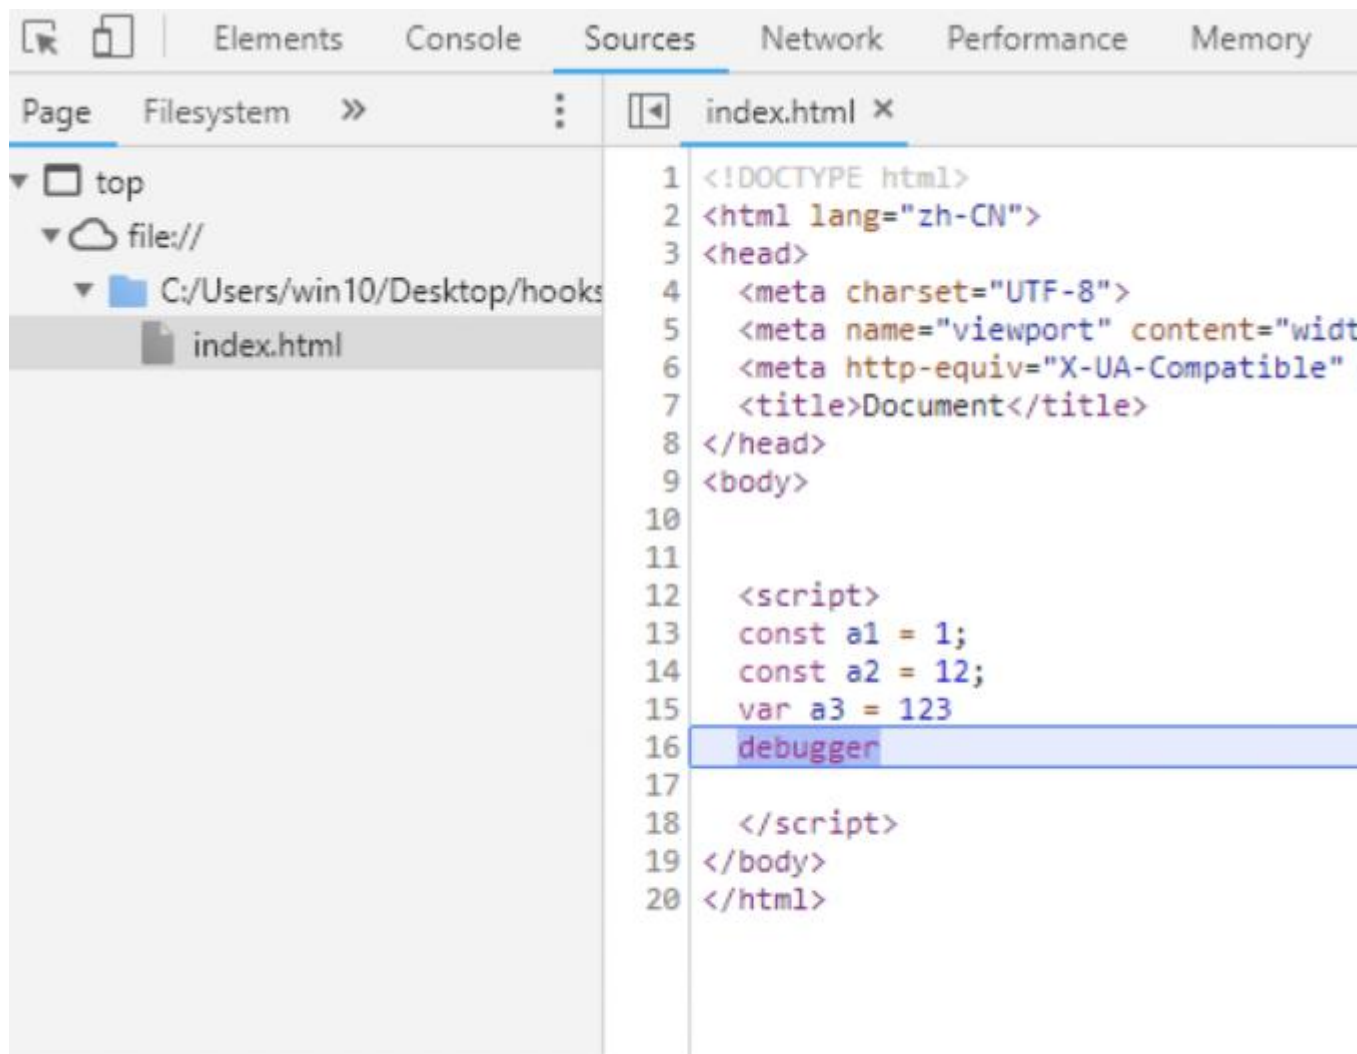 Elements Console Sources Network Performance Memory
Page Filesystem » index.html ×
top
file://
C:/Users/win10/Desktop/hooks
index.html
1 <!DOCTYPE html>
2 <html lang="zh-CN">
3 <head>
4 <meta charset="UTF-8">
5 <meta name="viewport" content="widt
6 <meta http-equiv="X-UA-Compatible"
7 <title>Document</title>
8 </head>
9 <body>
10
11
12 <script>
13 const a1 = 1;
14 const a2 = 12;
15 var a3 = 123
16 debugger
17
18 </script>
19 </body>
20 </html>